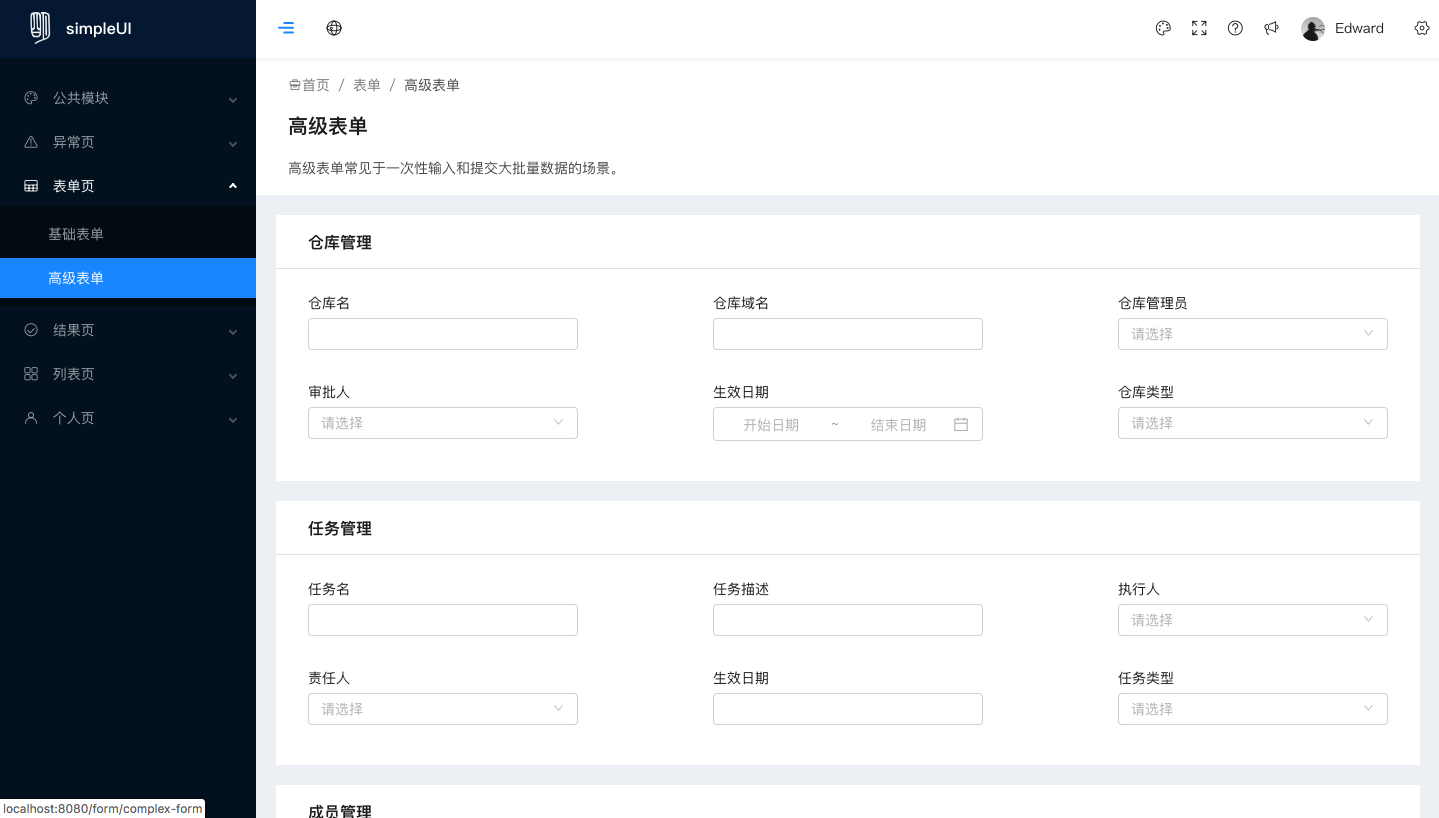 simpleUI
Edward
公共模块
异常页
表单页
基础表单
高级表单
结果页
列表页
个人页
首页 / 表单 / 高级表单
高级表单
高级表单常见于一次性输入和提交大批量数据的场景。
仓库管理
仓库名 仓库域名 仓库管理员
请选择
审批人 生效日期 仓库类型
请选择 开始日期 ~ 结束日期 请选择
任务管理
任务名 任务描述 执行人
请选择
责任人 生效日期 任务类型
请选择 请选择
成员管理
localhost:8080/form/complex-form